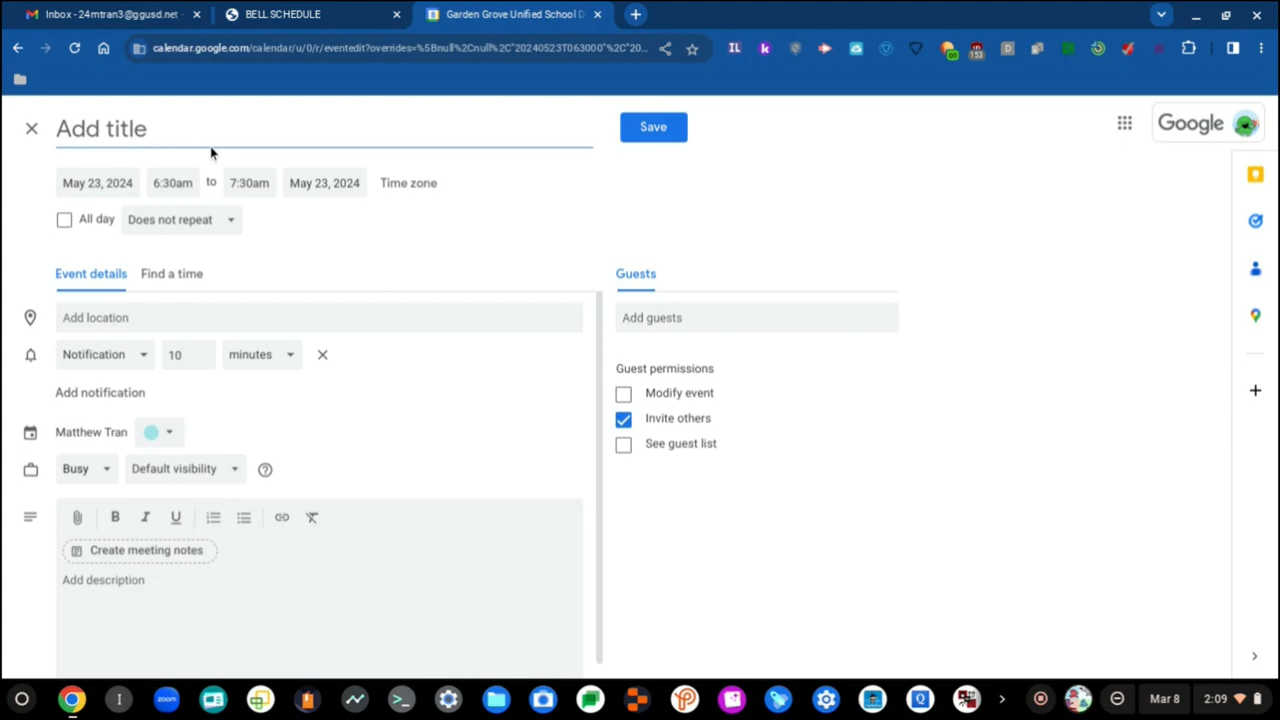 Inbox - 24mtran3@ggusd.net -
BELL SCHEDULE
Garden Grove Unified School D
calendar.google.com/calendar/u/0/r/eventedit?overrides=%5Bnull%2Cnull%2C"20240523T063000"%2C"20...
IL
k
on
153
D
Add title
Save
Google
May 23, 2024
6:30am
to
7:30am
May 23, 2024
Time zone
All day
Does not repeat
Event details
Find a time
Guests
Add location
Add guests
Notification
10
minutes
Guest permissions
Add notification
Modify event
Invite others
See guest list
Matthew Tran
Busy
Default visibility
B
I
U
Create meeting notes
Add description
I
zoom
Q
Mar 8
2:09